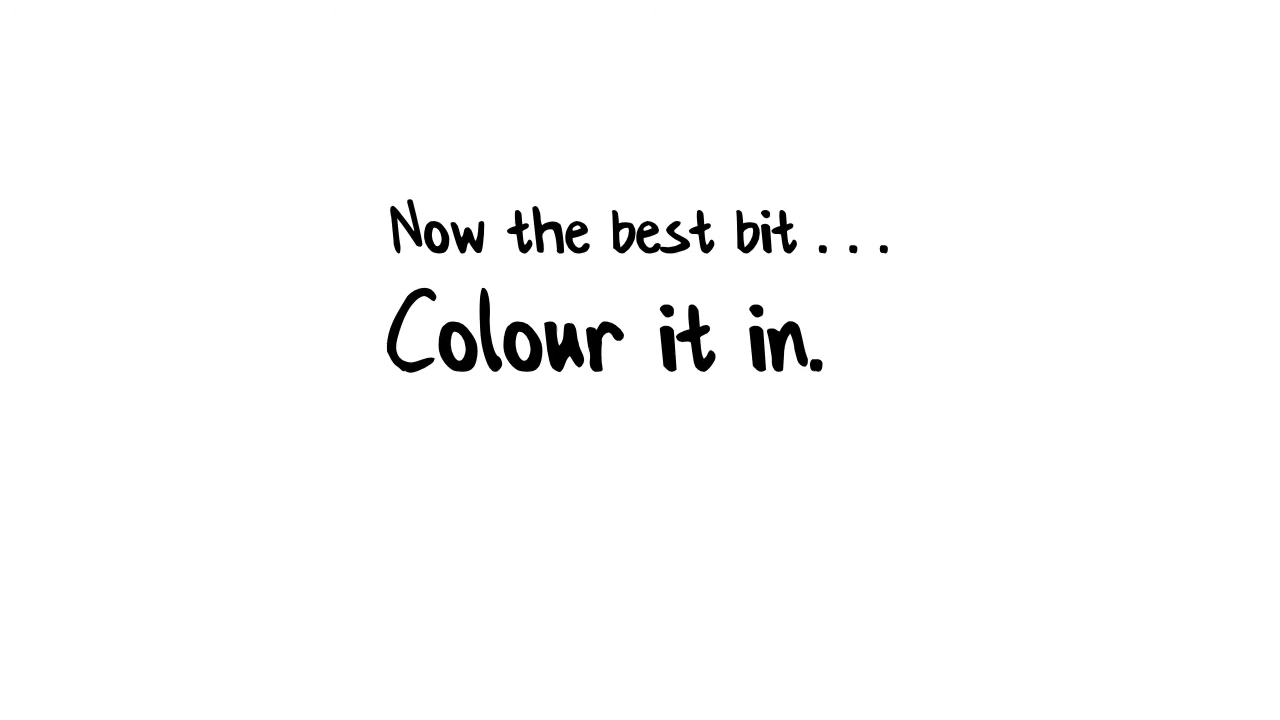 Now the best bit . . .
Colour it in.